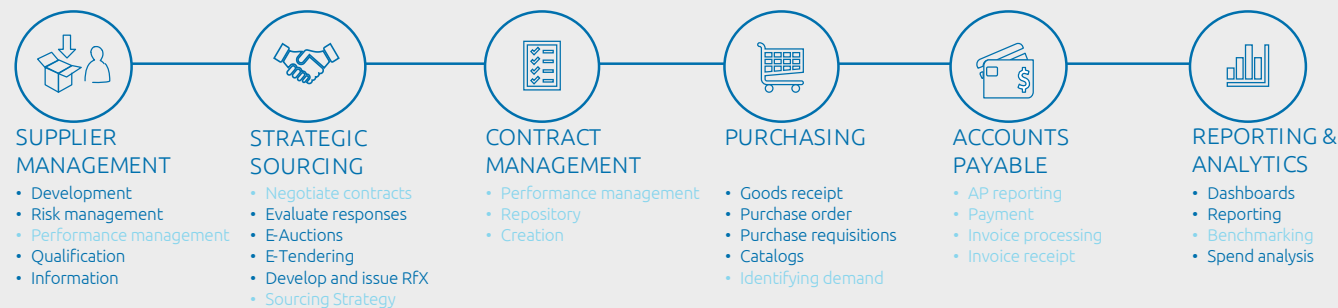 SUPPLIER
MANAGEMENT
• Development
• Risk management
• Performance management
• Qualification
• Information
STRATEGIC
SOURCING
• Negotiate contracts
• Evaluate responses
• E-Auctions
• E-Tendering
• Develop and issue RfX
• Sourcing Strategy
CONTRACT
MANAGEMENT
• Performance management
• Repository
• Creation
PURCHASING
• Goods receipt
• Purchase order
• Purchase requisitions
• Catalogs
• Identifying demand
$
ACCOUNTS
PAYABLE
• AP reporting
• Payment
• Invoice processing
• Invoice receipt
REPORTING &
ANALYTICS
• Dashboards
• Reporting
• Benchmarking
• Spend analysis